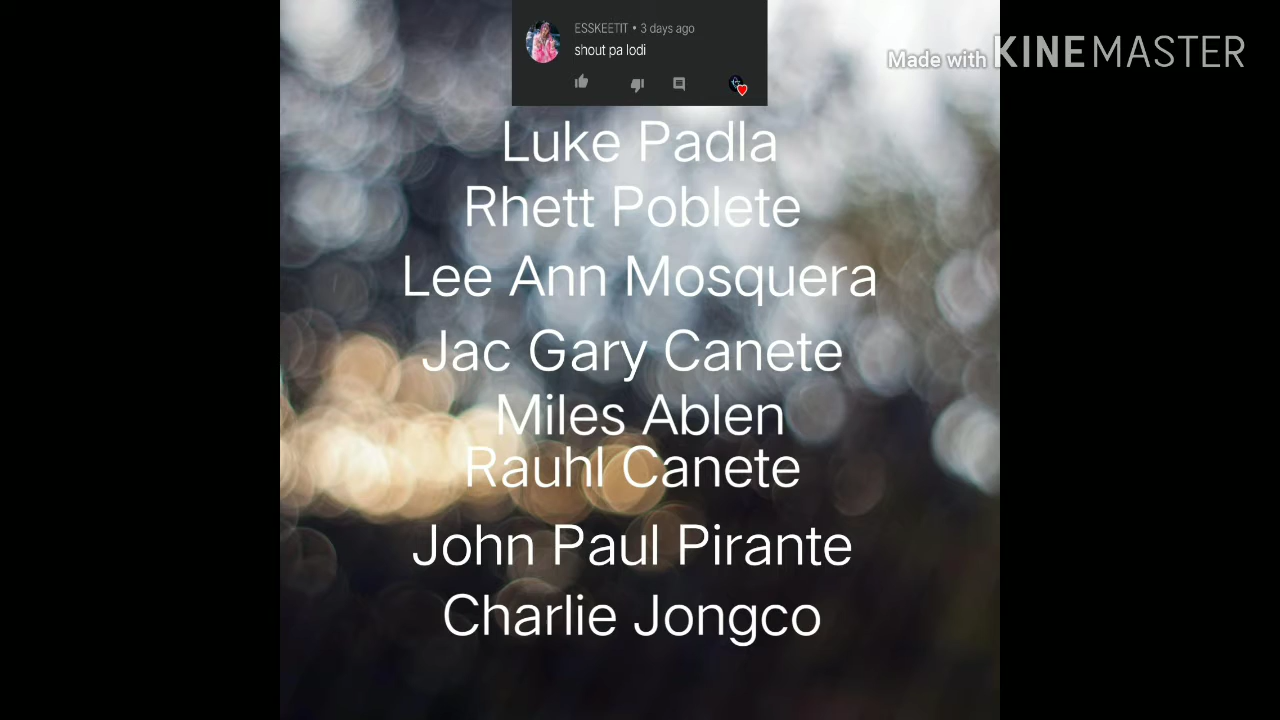 ESSKEETIT • 3 days ago
shout pa lodi
Made with KINEMASTER
Luke Padla
Rhett Poblete
Lee Ann Mosquera
Jac Gary Canete
Miles Ablen
Rauhl Canete
John Paul Pirante
Charlie Jongco